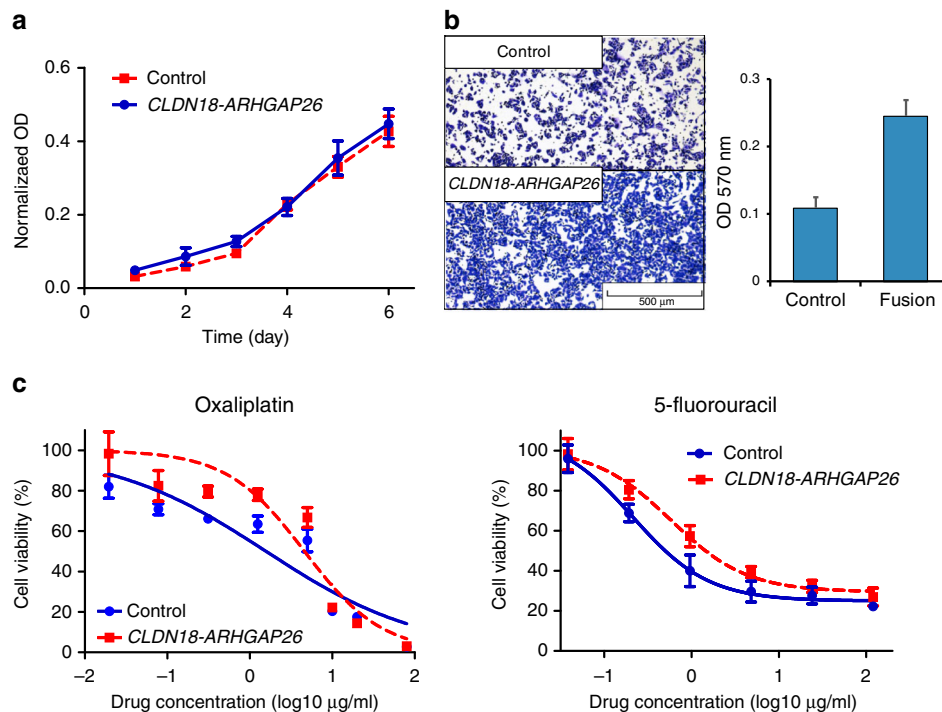 a
0.6
0.4
0.2
0.0
Normalizaed OD
0
2
4
6
Time (day)
Control
CLDN18-ARHGAP26
b
Control
CLDN18-ARHGAP26
500 μm
0.3
0.2
0.1
0
OD 570 nm
Control
Fusion
c
Oxaliplatin
100
80
60
40
20
0
Cell viability (%)
–2
–1
0
1
2
Drug concentration (log10 μg/ml)
Control
CLDN18-ARHGAP26
5-fluorouracil
100
80
60
40
20
0
Cell viability (%)
–1
0
1
2
Drug concentration (log10 μg/ml)
Control
CLDN18-ARHGAP26